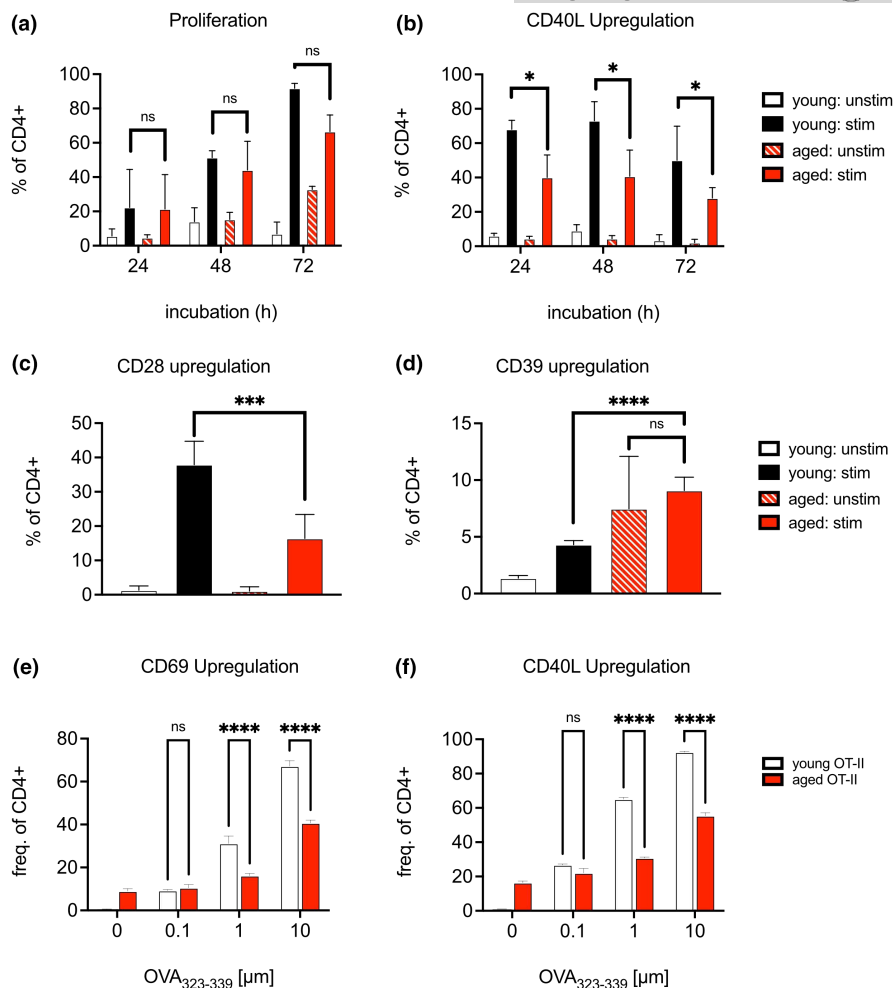 (a) Proliferation
% of CD4+
100
80
60
40
20
0
ns
ns
ns
24 48 72
incubation (h)
(b) CD40L Upregulation
% of CD4+
100
80
60
40
20
0
*
*
*
24 48 72
incubation (h)
young: unstim
young: stim
aged: unstim
aged: stim
(c) CD28 upregulation
% of CD4+
50
40
30
20
10
0
***
(d) CD39 upregulation
% of CD4+
15
10
5
0
****
ns
young: unstim
young: stim
aged: unstim
aged: stim
(e) CD69 Upregulation
freq. of CD4+
80
60
40
20
0
ns
****
****
0 0.1 1 10
OVA323-339 [µm]
(f) CD40L Upregulation
freq. of CD4+
100
80
60
40
20
0
ns
****
****
0 0.1 1 10
OVA323-339 [µm]
young OT-II
aged OT-II